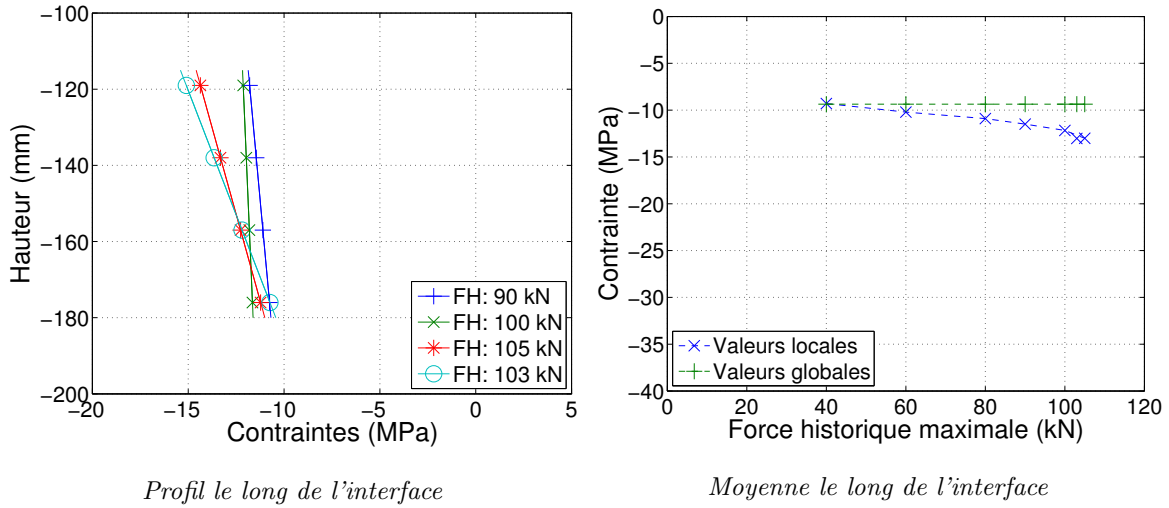 −100
−120
−140
−160
−180
−200
Hauteur (mm)
−20
−15
−10
−5
0
5
Contraintes (MPa)
FH: 90 kN
FH: 100 kN
FH: 105 kN
FH: 103 kN
Profil le long de l'interface
0
−5
−10
−15
−20
−25
−30
−35
−40
Contrainte (MPa)
0
20
40
60
80
100
120
Force historique maximale (kN)
Valeurs locales
Valeurs globales
Moyenne le long de l'interface